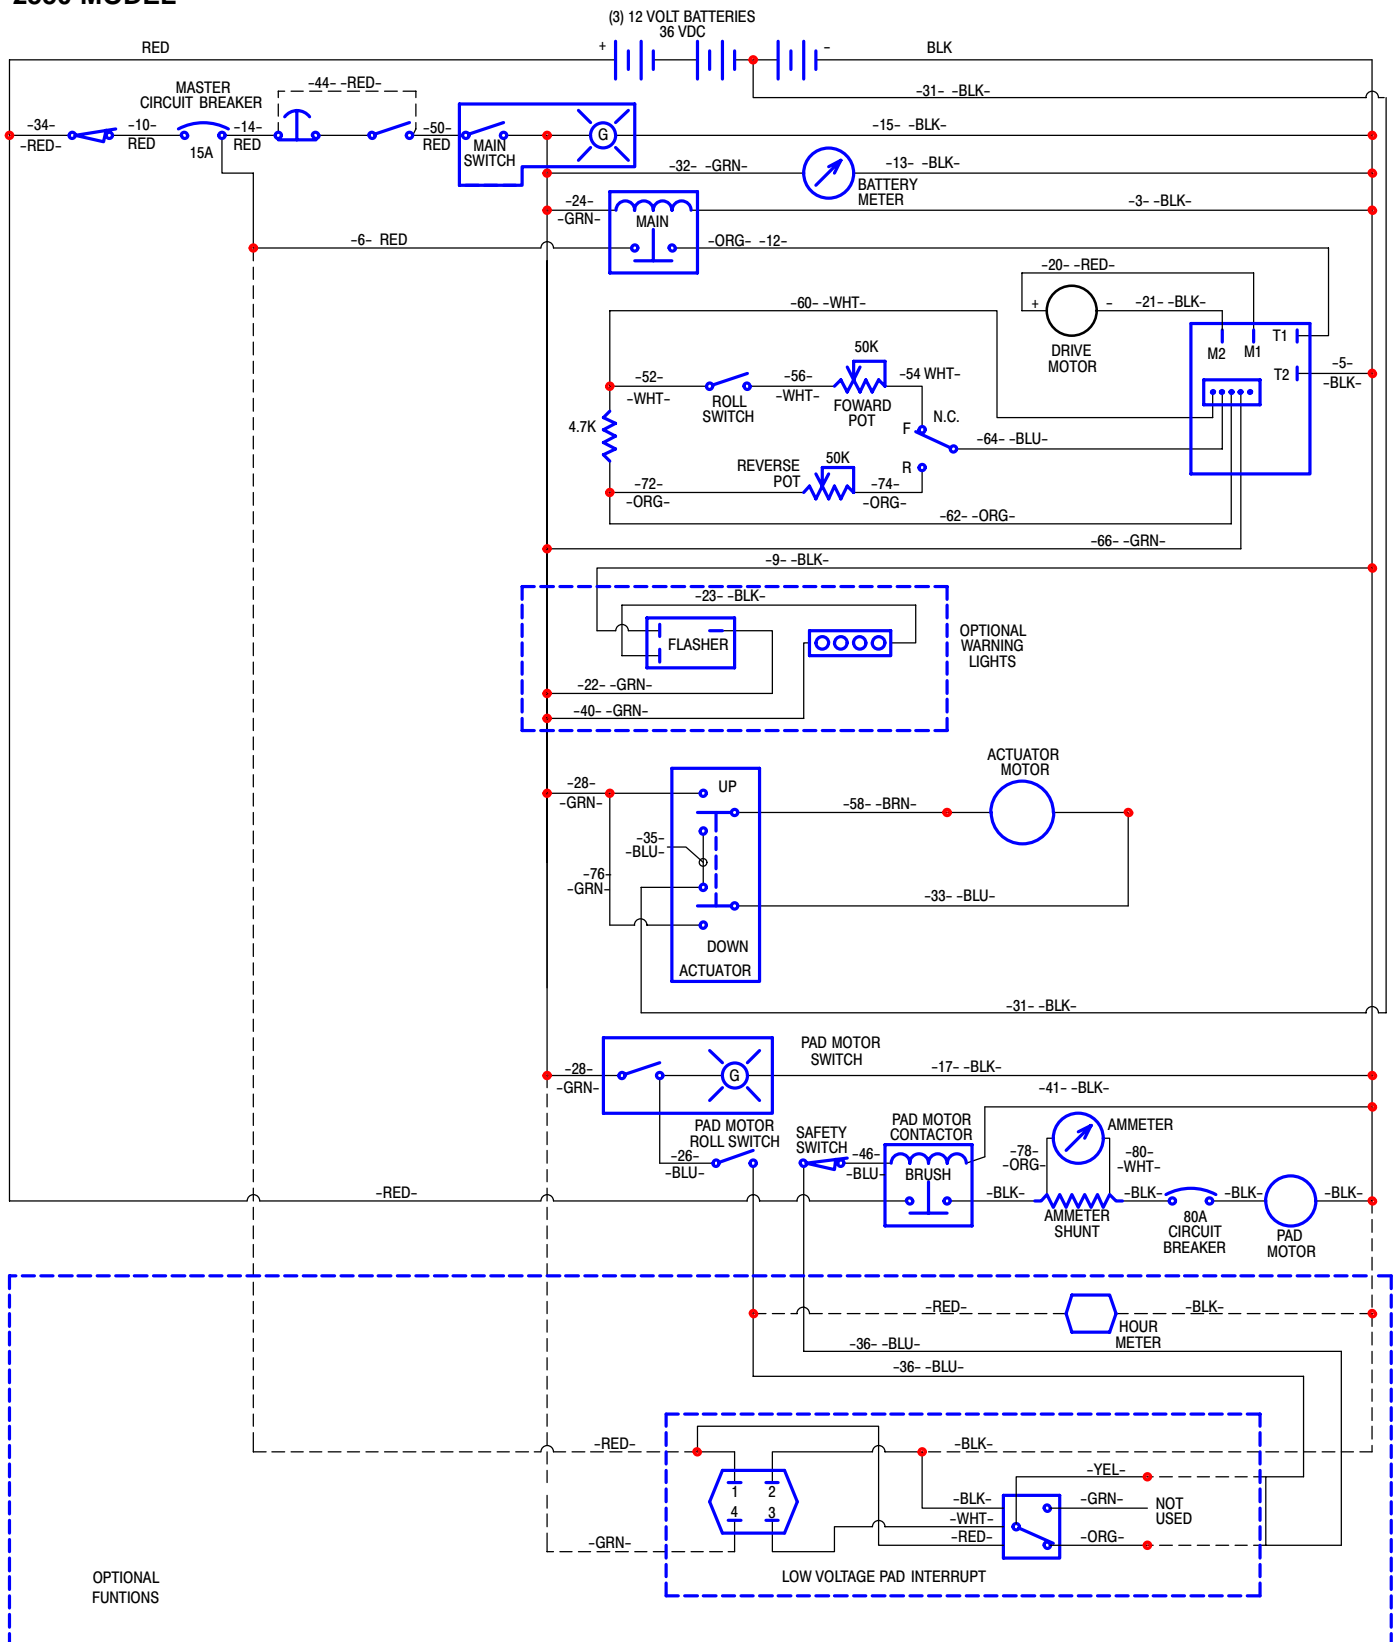 (3) 12 VOLT BATTERIES
36 VDC
RED
+
-
BLK
-31- -BLK-
MASTER
CIRCUIT BREAKER
-44- -RED-
-34-
-RED-
-10-
RED
15A
-14-
RED
-50-
RED
MAIN
SWITCH
G
-15- -BLK-
-32- -GRN-
-13- -BLK-
BATTERY
METER
-24-
-GRN-
MAIN
-3- -BLK-
-6- RED
-ORG- -12-
-20- -RED-
+
-
-21- -BLK-
DRIVE
MOTOR
M2
M1
T1
T2
-5-
-BLK-
-60- -WHT-
50K
-52-
-WHT-
ROLL
SWITCH
-56-
-WHT-
FOWARD
POT
-54 WHT-
N.C.
F
4.7K
-64- -BLU-
R
REVERSE
POT
50K
-72-
-ORG-
-74-
-ORG-
-62- -ORG-
-66- -GRN-
-9- -BLK-
-23- -BLK-
FLASHER
OPTIONAL
WARNING
LIGHTS
-22- -GRN-
-40- -GRN-
ACTUATOR
MOTOR
-28-
-GRN-
UP
-58- -BRN-
-35-
-BLU-
-76-
-GRN-
-33- -BLU-
DOWN
ACTUATOR
-31- -BLK-
PAD MOTOR
SWITCH
-28-
-GRN-
G
-17- -BLK-
-41- -BLK-
PAD MOTOR
ROLL SWITCH
SAFETY
SWITCH
PAD MOTOR
CONTACTOR
AMMETER
-26-
-BLU-
-46-
-BLU-
BRUSH
-78-
-ORG-
-80-
-WHT-
-RED-
-BLK-
AMMETER
SHUNT
-BLK-
80A
CIRCUIT
BREAKER
-BLK-
PAD
MOTOR
-BLK-
-RED-
HOUR
METER
-BLK-
-36- -BLU-
-36- -BLU-
-RED-
-BLK-
1
2
4
3
-YEL-
-BLK-
-GRN-
NOT
USED
-WHT-
-RED-
-ORG-
-GRN-
LOW VOLTAGE PAD INTERRUPT
OPTIONAL
FUNTIONS